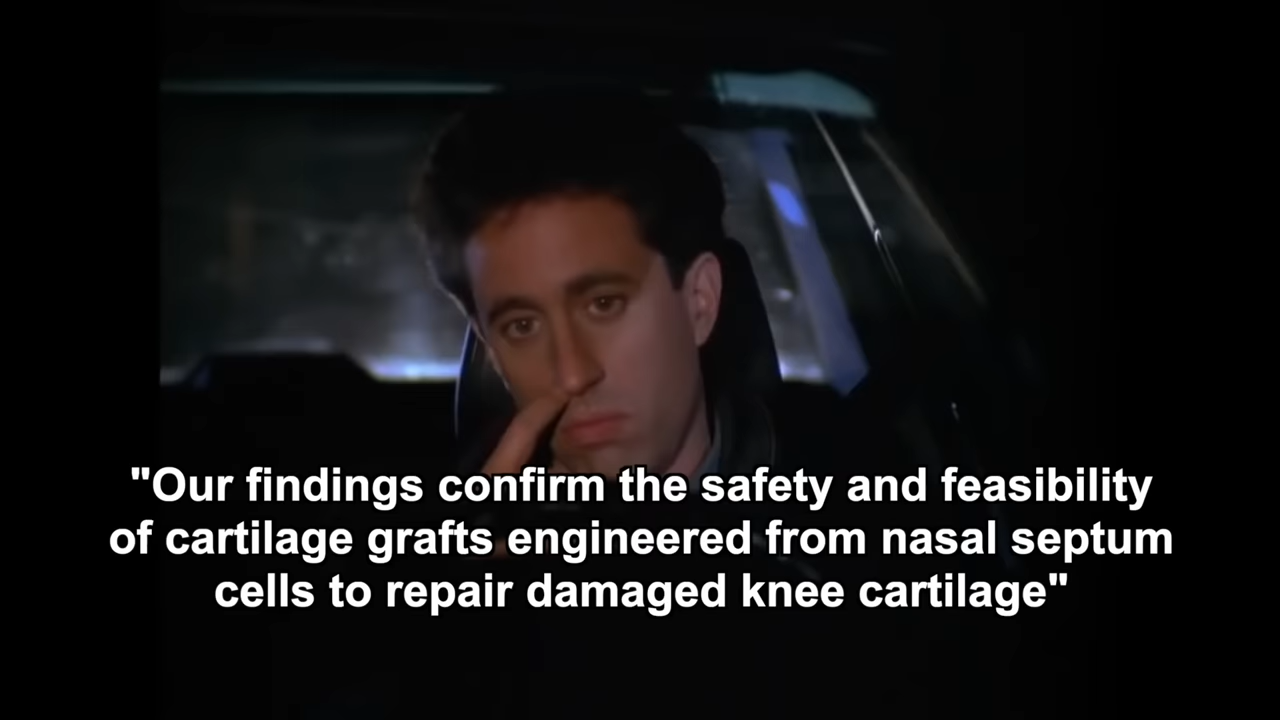 "Our findings confirm the safety and feasibility
of cartilage grafts engineered from nasal septum
cells to repair damaged knee cartilage"